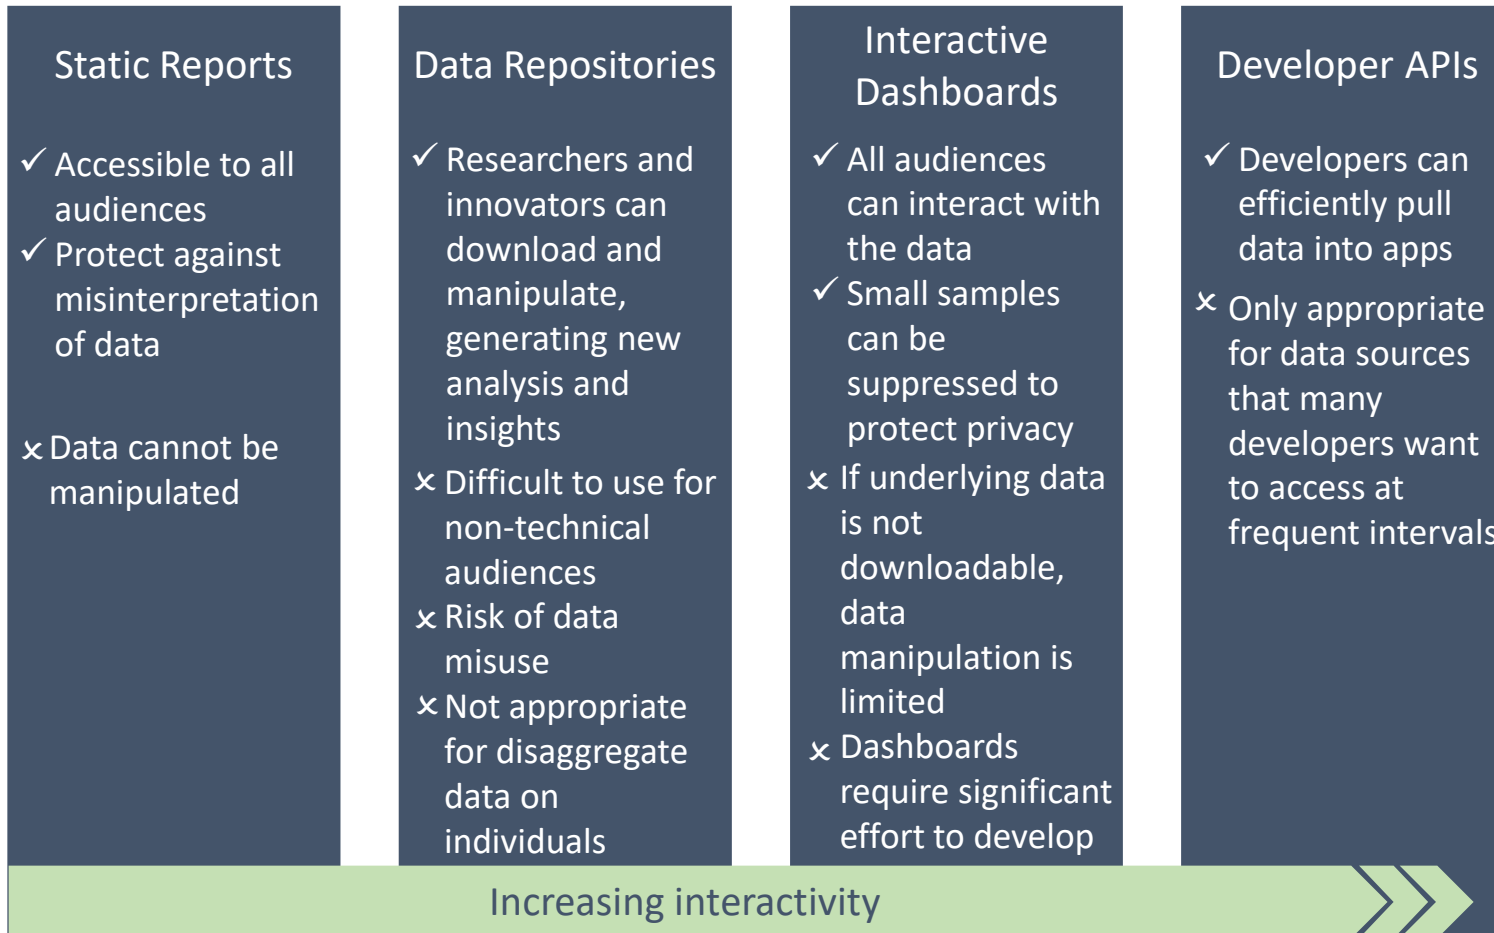 Static Reports
✓ Accessible to all
audiences
✓ Protect against
misinterpretation
of data
× Data cannot be
manipulated
Data Repositories
✓ Researchers and
innovators can
download and
manipulate,
generating new
analysis and
insights
× Difficult to use for
non-technical
audiences
× Risk of data
misuse
× Not appropriate
for disaggregate
data on
individuals
Interactive
Dashboards
✓ All audiences
can interact with
the data
✓ Small samples
can be
suppressed to
protect privacy
× If underlying data
is not
downloadable,
data
manipulation is
limited
× Dashboards
require significant
effort to develop
Developer APIs
✓ Developers can
efficiently pull
data into apps
× Only appropriate
for data sources
that many
developers want
to access at
frequent intervals
Increasing interactivity